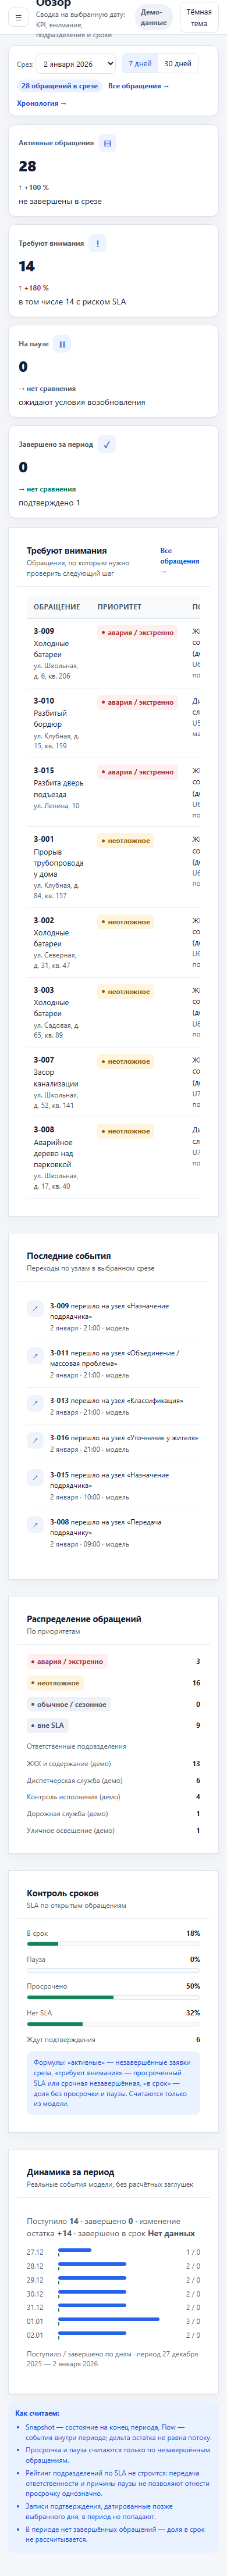 ☰
Обзор
Сводка на выбранную дату:
KPI, внимание,
подразделения и сроки
Демо-
данные
Тёмная
тема
Срез:
2 января 2026
7 дней
30 дней
28 обращений в срезе
Все обращения →
Хронология →
Активные обращения
28
↑ +100 %
не завершены в срезе
Требуют внимания
!
14
↑ +180 %
в том числе 14 с риском SLA
На паузе
0
→ нет сравнения
ожидают условия возобновления
Завершено за период
✓
0
→ нет сравнения
подтверждено 1
Требуют внимания
Обращения, по которым нужно
проверить следующий шаг
Все
обращения
→
ОБРАЩЕНИЕ
ПРИОРИТЕТ
ПО
З-009
Холодные
батареи
ул. Школьная,
д. 6, кв. 206
• авария / экстренно
З-010
Разбитый
бордюр
ул. Клубная, д.
15, кв. 159
• авария / экстренно
З-015
Разбита дверь
подъезда
ул. Ленина, 10
• авария / экстренно
З-001
Прорыв
трубопровода
у дома
ул. Клубная, д.
84, кв. 157
• неотложное
З-002
Холодные
батареи
ул. Северная,
д. 31, кв. 47
• неотложное
З-003
Холодные
батареи
ул. Садовая, д.
65, кв. 89
• неотложное
З-007
Засор
канализации
ул. Школьная,
д. 52, кв. 141
• неотложное
З-008
Аварийное
дерево над
парковкой
ул. Школьная,
д. 17, кв. 40
• неотложное
Последние события
Переходы по узлам в выбранном срезе
З-009 перешло на узел «Назначение
подрядчика»
2 января · 21:00 · модель
З-011 перешло на узел «Объединение /
массовая проблема»
2 января · 21:00 · модель
З-013 перешло на узел «Классификация»
2 января · 21:00 · модель
З-016 перешло на узел «Уточнение у жителя»
2 января · 21:00 · модель
З-015 перешло на узел «Назначение
подрядчика»
2 января · 10:00 · модель
З-008 перешло на узел «Передача
подрядчику»
2 января · 09:00 · модель
Распределение обращений
По приоритетам
• авария / экстренно 3
• неотложное 16
• обычное / сезонное 0
• вне SLA 9
Ответственные подразделения
ЖКХ и содержание (демо) 13
Диспетчерская служба (демо) 6
Контроль исполнения (демо) 4
Дорожная служба (демо) 1
Уличное освещение (демо) 1
Контроль сроков
SLA по открытым обращениям
В срок 18%
Пауза 0%
Просрочено 50%
Нет SLA 32%
Ждут подтверждения 6
Формулы: «активные» — незавершённые заявки
среза, «требуют внимания» — просроченный
SLA или срочная незавершённая, «в срок» —
доля без просрочки и паузы. Считаются только
из модели.
Динамика за период
Реальные события модели, без расчётных заглушек
Поступило 14 · завершено 0 · изменение
остатка +14 · завершено в срок Нет данных
27.12 1 / 0
28.12 2 / 0
29.12 2 / 0
30.12 2 / 0
31.12 2 / 0
01.01 3 / 0
02.01 2 / 0
Поступило / завершено по дням · период 27 декабря
2025 — 2 января 2026
Как считаем:
• Snapshot — состояние на конец периода, Flow —
события внутри периода; дельта остатка не равна потоку.
• Просрочка и пауза считаются только по незавершённым
обращениям.
• Рейтинг подразделений по SLA не строится: передача
ответственности и причины паузы не позволяют отнести
просрочку однозначно.
• Записи подтверждения, датированные позже
выбранного дня, в период не попадают.
• В периоде нет завершённых обращений — доля в срок
не рассчитывается.